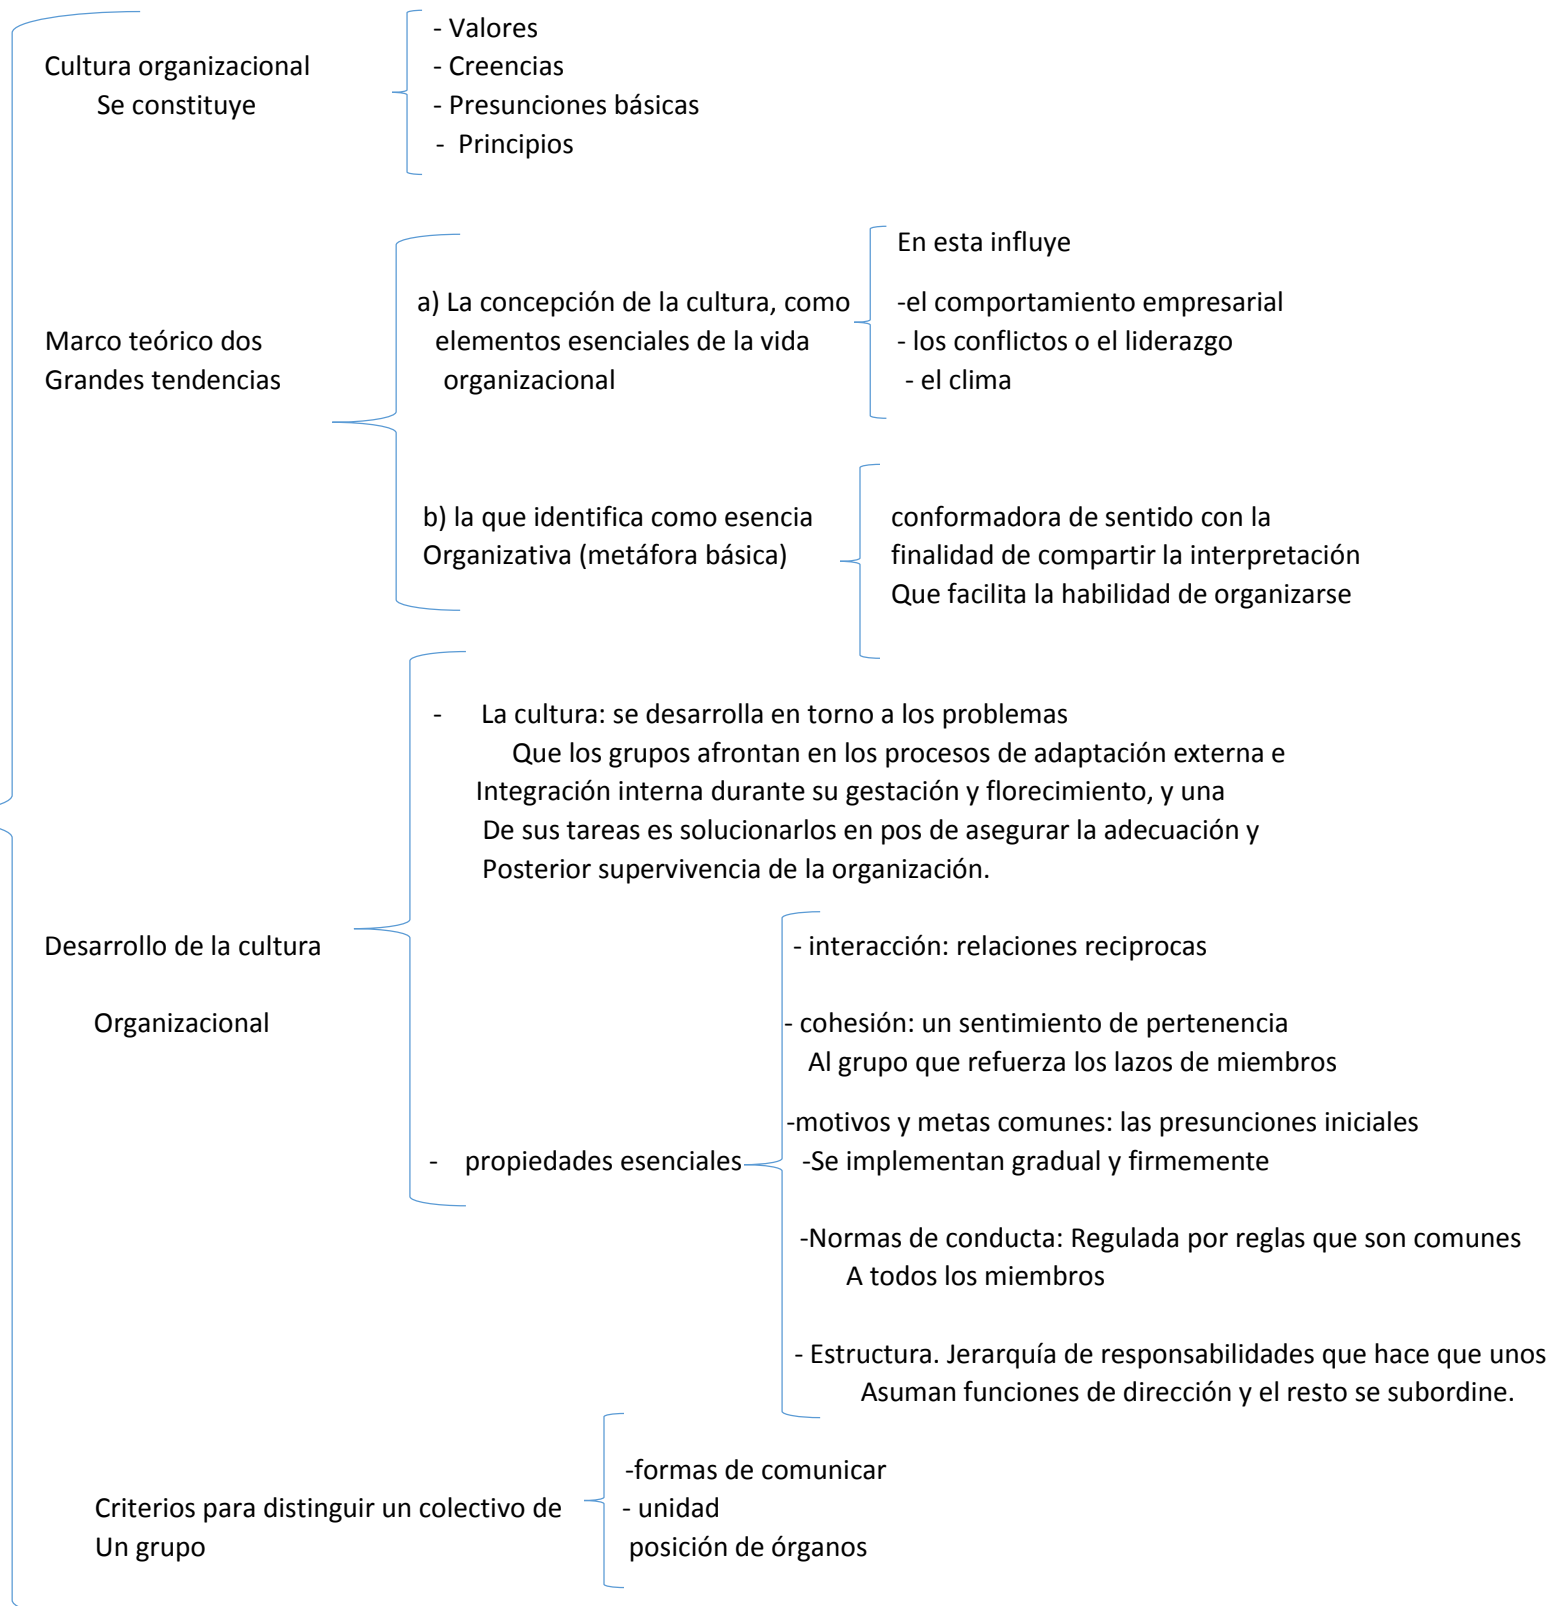 Cultura organizacional
Se constituye
- Valores
- Creencias
- Presunciones básicas
- Principios
Marco teórico dos
Grandes tendencias
a) La concepción de la cultura, como
elementos esenciales de la vida
organizacional
En esta influye
-el comportamiento empresarial
- los conflictos o el liderazgo
- el clima
b) la que identifica como esencia
Organizativa (metáfora básica)
conformadora de sentido con la
finalidad de compartir la interpretación
Que facilita la habilidad de organizarse
Desarrollo de la cultura
Organizacional
- La cultura: se desarrolla en torno a los problemas
Que los grupos afrontan en los procesos de adaptación externa e
Integración interna durante su gestación y florecimiento, y una
De sus tareas es solucionarlos en pos de asegurar la adecuación y
Posterior supervivencia de la organización.
- propiedades esenciales
- interacción: relaciones reciprocas
- cohesión: un sentimiento de pertenencia
Al grupo que refuerza los lazos de miembros
-motivos y metas comunes: las presunciones iniciales
-Se implementan gradual y firmemente
-Normas de conducta: Regulada por reglas que son comunes
A todos los miembros
- Estructura. Jerarquía de responsabilidades que hace que unos
Asuman funciones de dirección y el resto se subordine.
Criterios para distinguir un colectivo de
Un grupo
-formas de comunicar
- unidad
posición de órganos